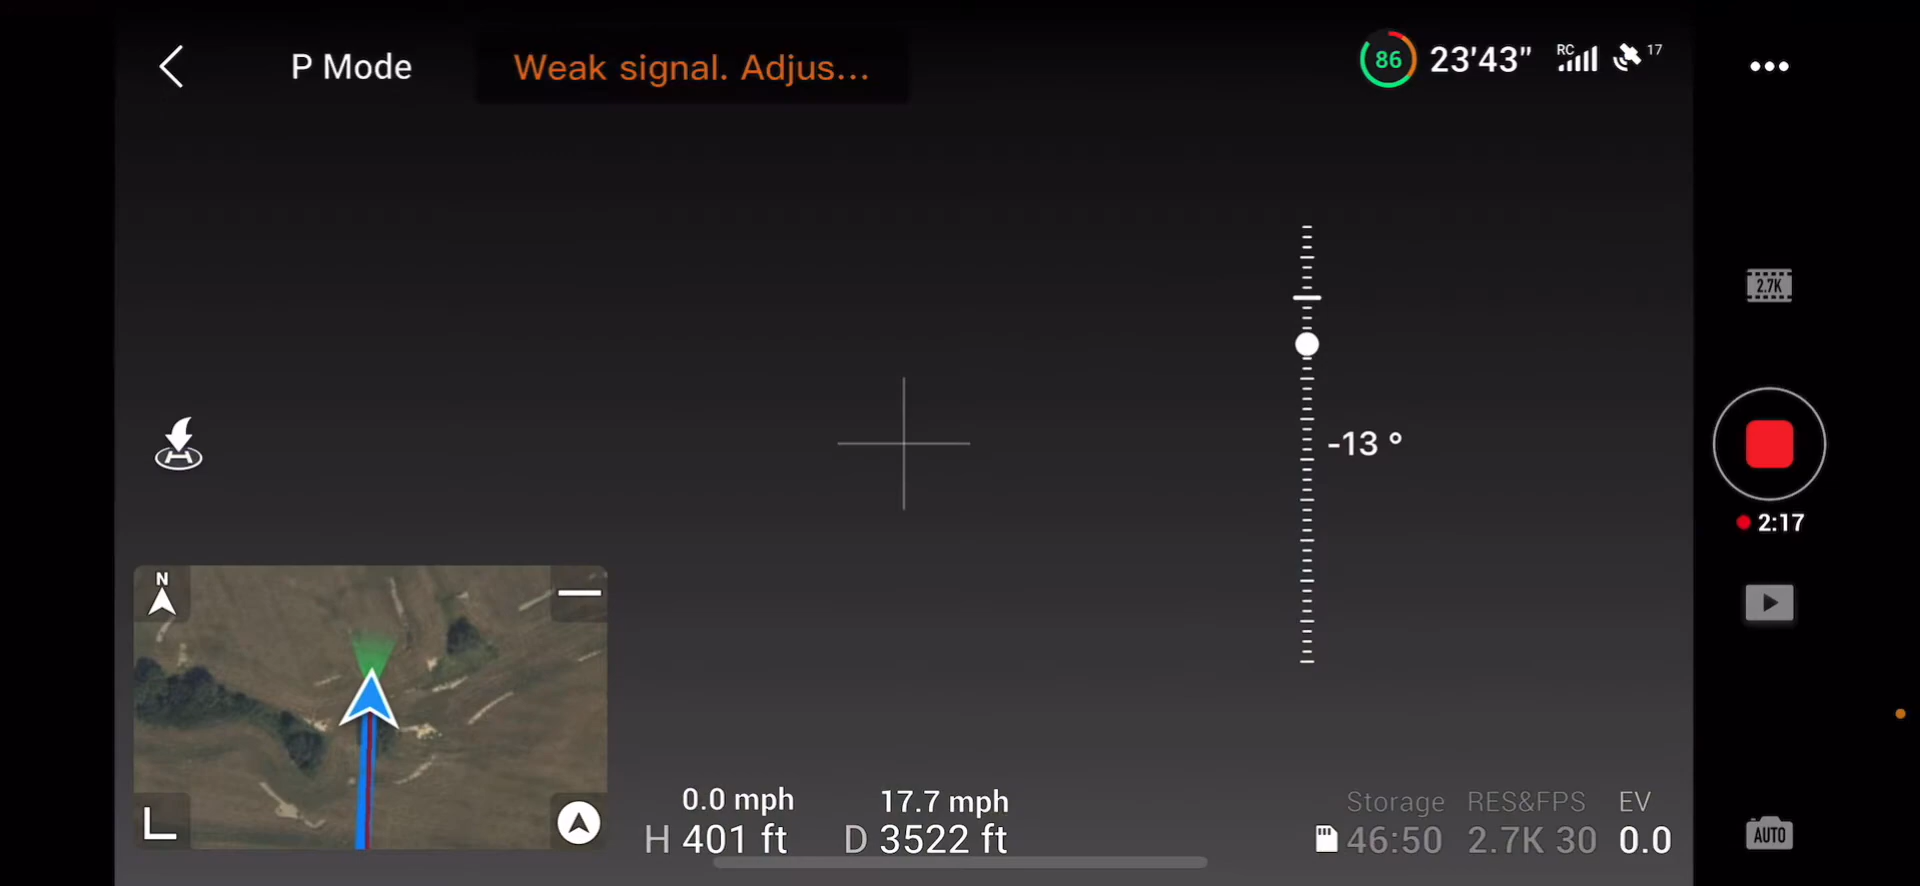 P Mode
Weak signal. Adjus...
86
23'43”
RC
17
2.7K
-13 °
2:17
N
0.0 mph
17.7 mph
H 401 ft
D 3522 ft
Storage
RES&FPS
EV
46:50
2.7K 30
0.0
AUTO